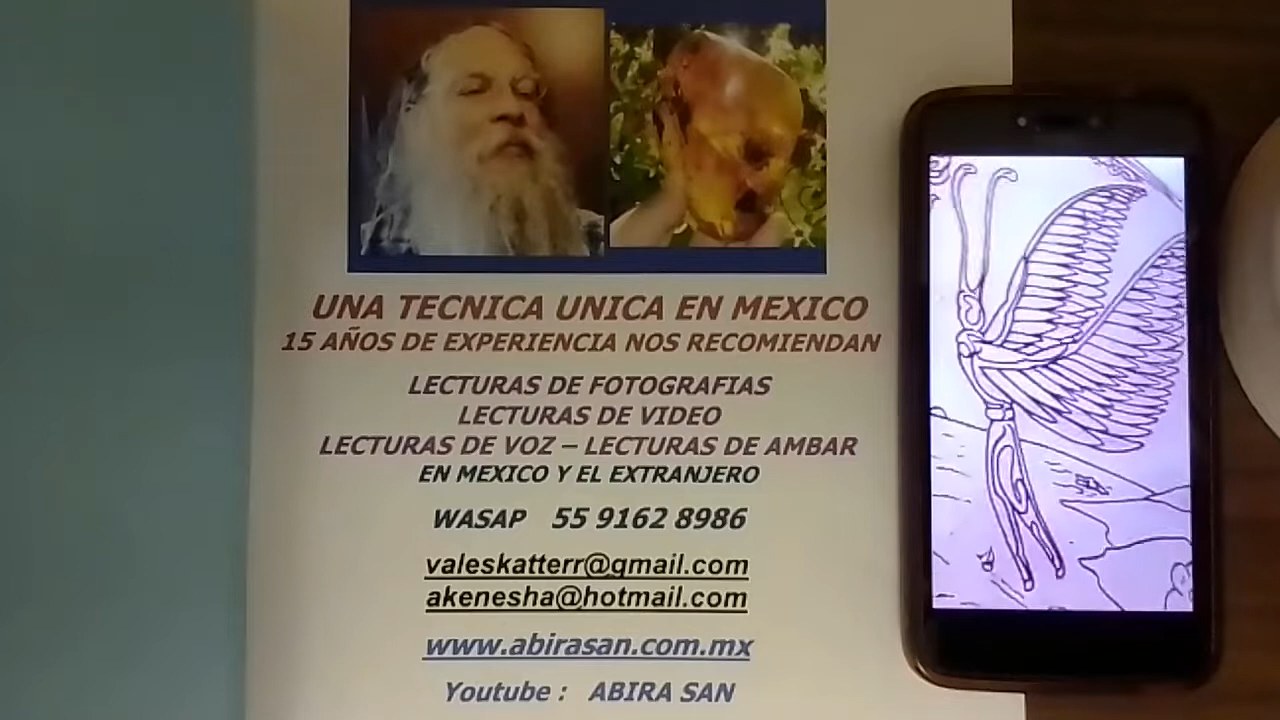 UNA TECNICA UNICA EN MEXICO
15 AÑOS DE EXPERIENCIA NOS RECOMIENDAN
LECTURAS DE FOTOGRAFIAS
LECTURAS DE VIDEO
LECTURAS DE VOZ – LECTURAS DE AMBAR
EN MEXICO Y EL EXTRANJERO
WASAP 55 9162 8986
valeskatterr@gmail.com
akenesha@hotmail.com
www.abirasan.com.mx
Youtube : ABIRA SAN